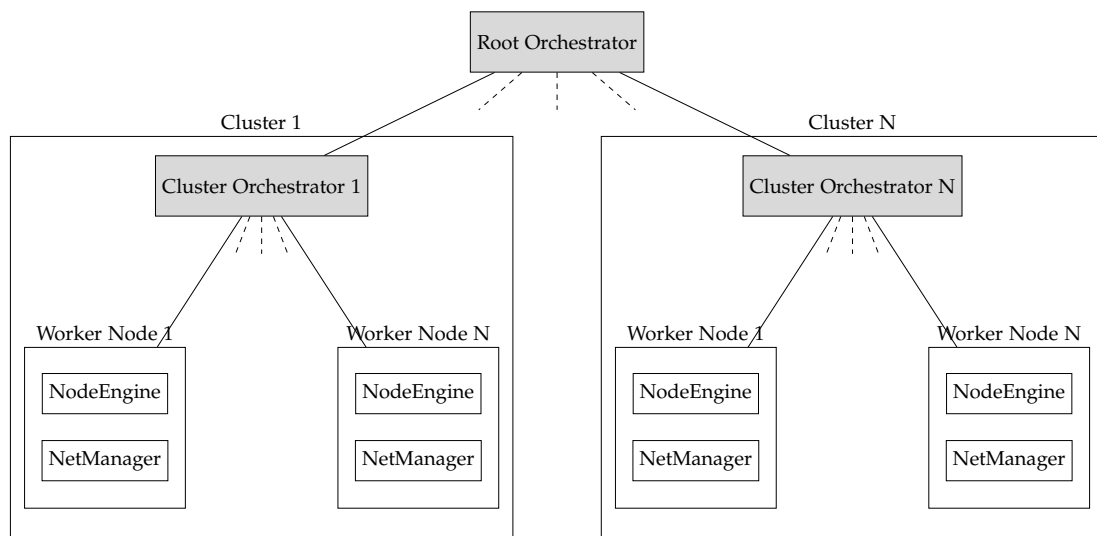 Root Orchestrator
Cluster 1
Cluster N
Cluster Orchestrator 1
Cluster Orchestrator N
Worker Node 1
Worker Node N
Worker Node 1
Worker Node N
NodeEngine
NodeEngine
NodeEngine
NodeEngine
NetManager
NetManager
NetManager
NetManager